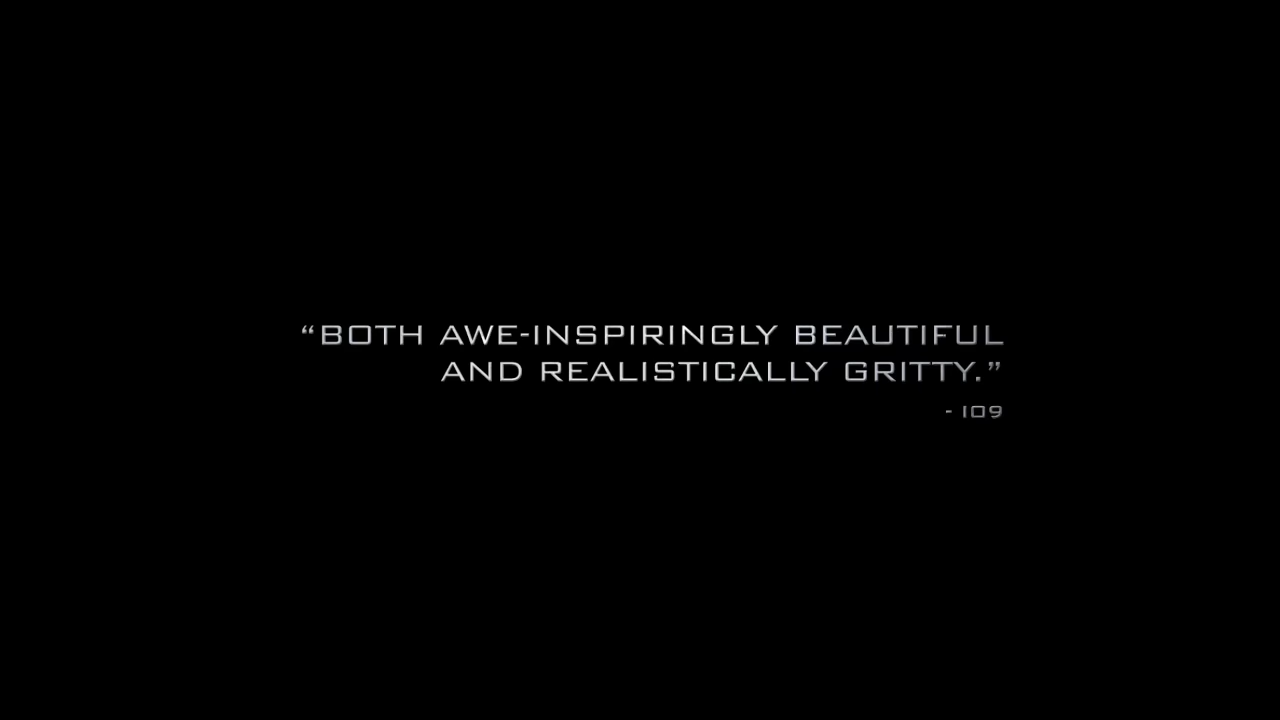 “BOTH AWE-INSPIRINGLY BEAUTIFUL
AND REALISTICALLY GRITTY.”
- IO9